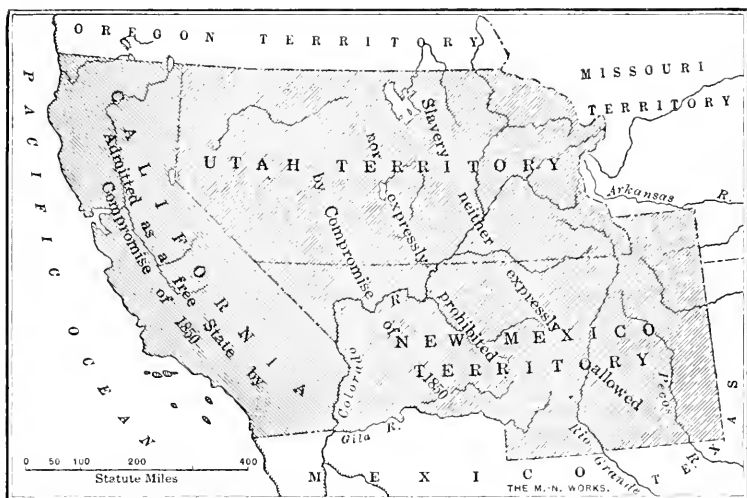 OREGON TERRITORY
MISSOURI
TERRITORY
PACIFIC OCEAN
CALIFORNIA
Admitted as a free State by
Compromise of 1850
UTAH TERRITORY
Slavery neither expressly allowed
nor expressly prohibited
by Compromise of 1850
NEW MEXICO
TERRITORY
Arkansas R.
Colorado R.
Gila R.
Rio Grande
Pecos R.
TEXAS
MEXICO
0 50 100 200 400
Statute Miles
THE M.-N. WORKS.